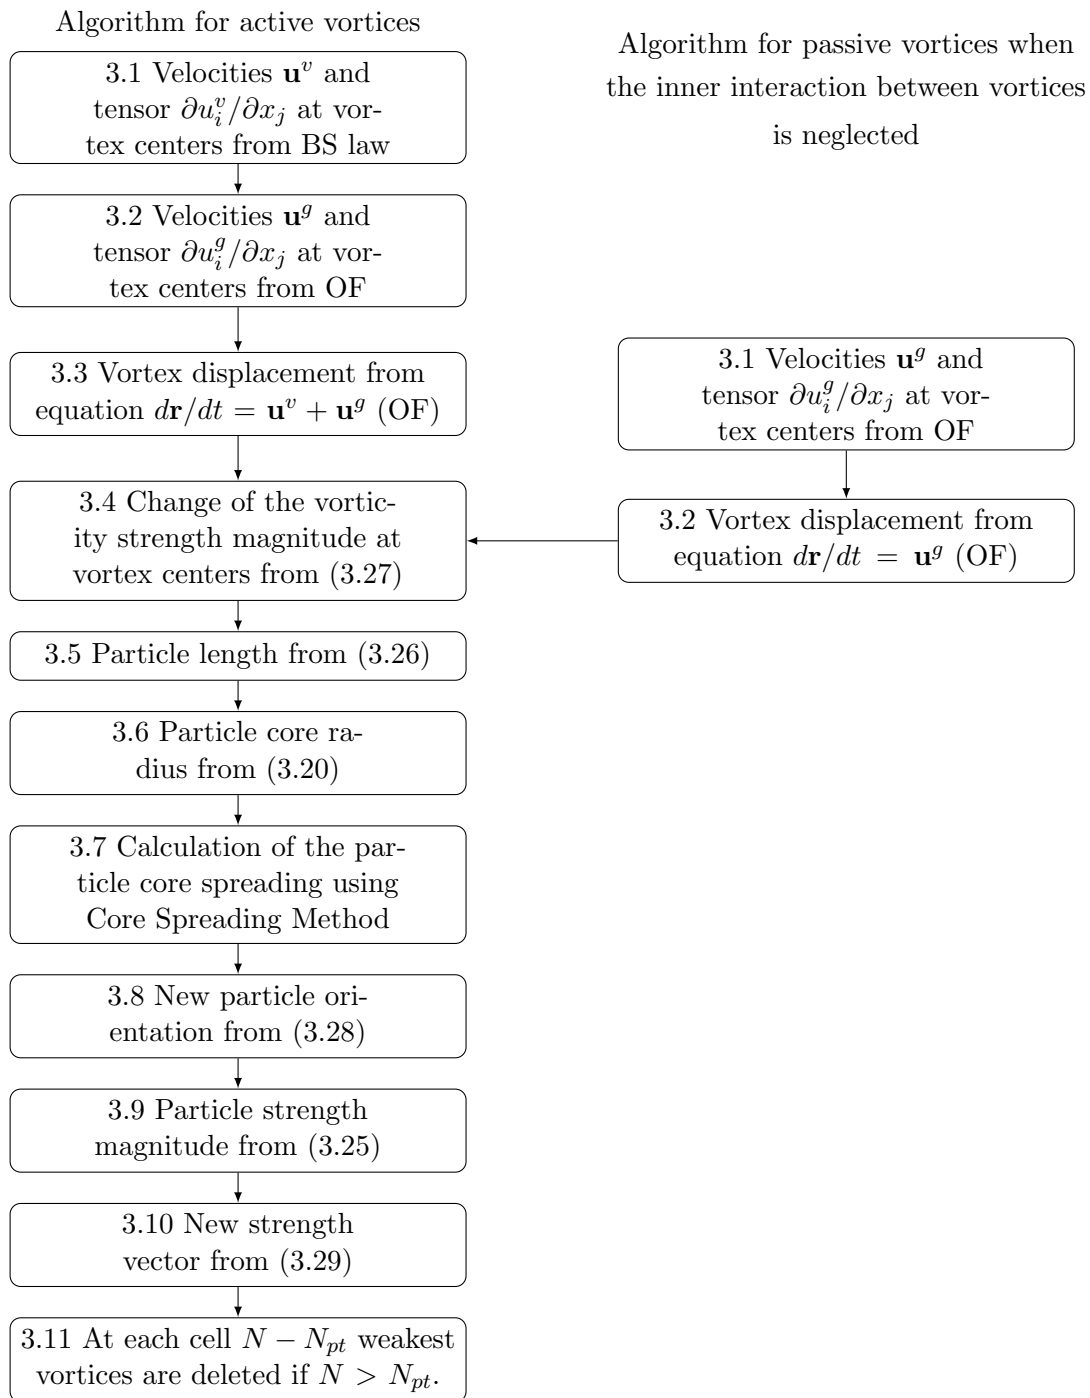 Algorithm for active vortices
3.1 Velocities u^v and
tensor ∂u_i^v/∂x_j at vor-
tex centers from BS law
3.2 Velocities u^g and
tensor ∂u_i^g/∂x_j at vor-
tex centers from OF
3.3 Vortex displacement from
equation dr/dt = u^v + u^g (OF)
3.4 Change of the vortic-
ity strength magnitude at
vortex centers from (3.27)
3.5 Particle length from (3.26)
3.6 Particle core ra-
dius from (3.20)
3.7 Calculation of the par-
ticle core spreading using
Core Spreading Method
3.8 New particle ori-
entation from (3.28)
3.9 Particle strength
magnitude from (3.25)
3.10 New strength
vector from (3.29)
3.11 At each cell N − N_{pt} weakest
vortices are deleted if N > N_{pt}.
Algorithm for passive vortices when
the inner interaction between vortices
is neglected
3.1 Velocities u^g and
tensor ∂u_i^g/∂x_j at vor-
tex centers from OF
3.2 Vortex displacement from
equation dr/dt = u^g (OF)